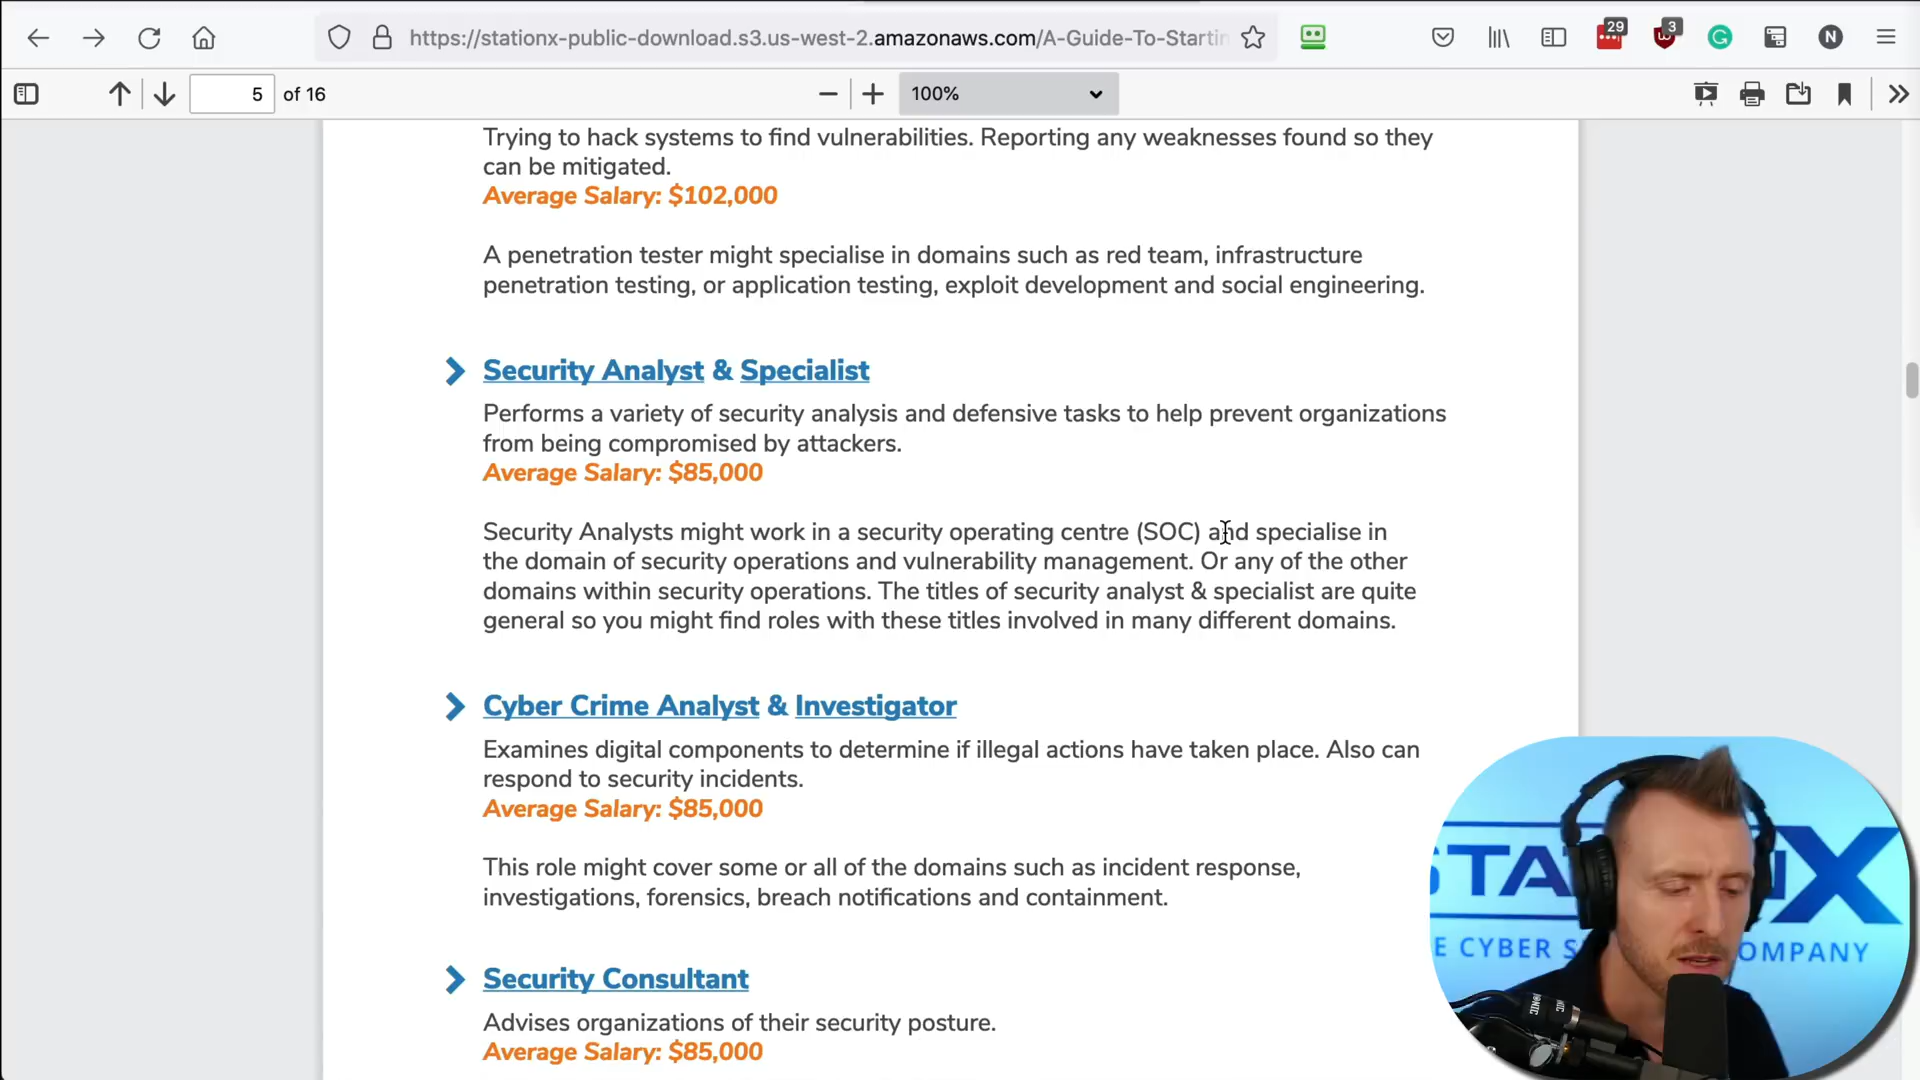 https://stationx-public-download.s3.us-west-2.amazonaws.com/A-Guide-To-Startin
29
3
N
5 of 16
100%
Trying to hack systems to find vulnerabilities. Reporting any weaknesses found so they
can be mitigated.
Average Salary: $102,000
A penetration tester might specialise in domains such as red team, infrastructure
penetration testing, or application testing, exploit development and social engineering.
Security Analyst & Specialist
Performs a variety of security analysis and defensive tasks to help prevent organizations
from being compromised by attackers.
Average Salary: $85,000
Security Analysts might work in a security operating centre (SOC) and specialise in
the domain of security operations and vulnerability management. Or any of the other
domains within security operations. The titles of security analyst & specialist are quite
general so you might find roles with these titles involved in many different domains.
Cyber Crime Analyst & Investigator
Examines digital components to determine if illegal actions have taken place. Also can
respond to security incidents.
Average Salary: $85,000
This role might cover some or all of the domains such as incident response,
investigations, forensics, breach notifications and containment.
Security Consultant
Advises organizations of their security posture.
Average Salary: $85,000
STA X
E CYBER S OMPANY